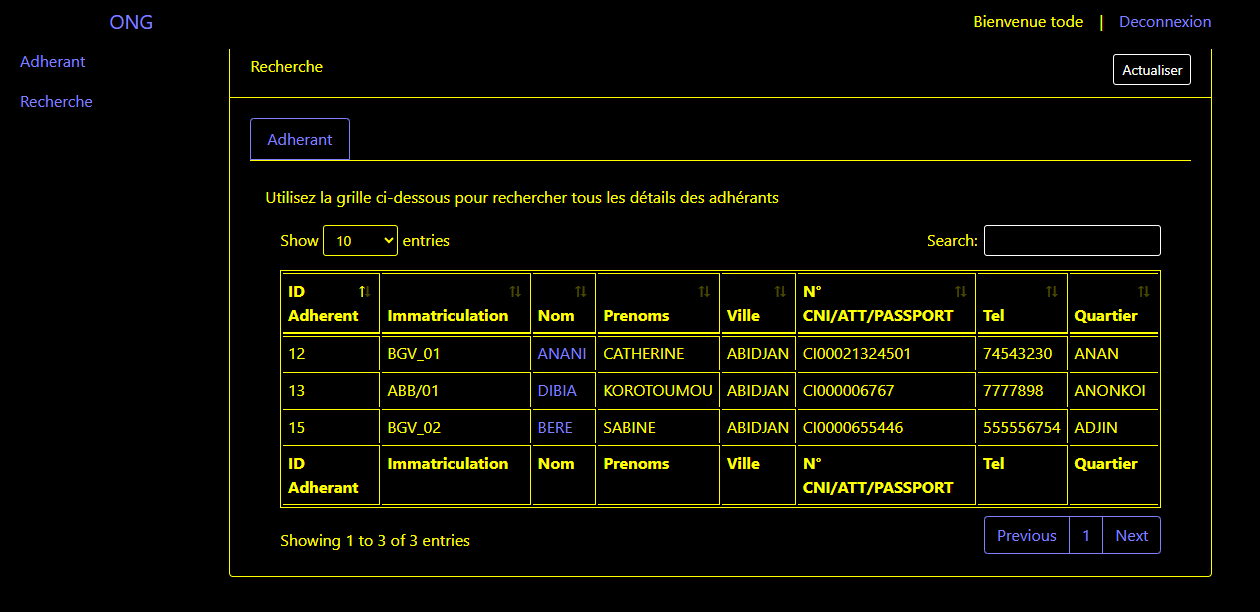 ONG
Bienvenue tode | Deconnexion
Adherant
Recherche
Recherche
Actualiser
Adherant
Utilisez la grille ci-dessous pour rechercher tous les détails des adhérants
Show 10 entries
Search:
ID Adherent Immatriculation Nom Prenoms Ville N° CNI/ATT/PASSPORT Tel Quartier
12 BGV_01 ANANI CATHERINE ABIDJAN CI00021324501 74543230 ANAN
13 ABB/01 DIBIA KOROTOUMOU ABIDJAN CI000006767 7777898 ANONKOI
15 BGV_02 BERE SABINE ABIDJAN CI0000655446 555556754 ADJIN
ID Adherant Immatriculation Nom Prenoms Ville N° CNI/ATT/PASSPORT Tel Quartier
Showing 1 to 3 of 3 entries
Previous 1 Next